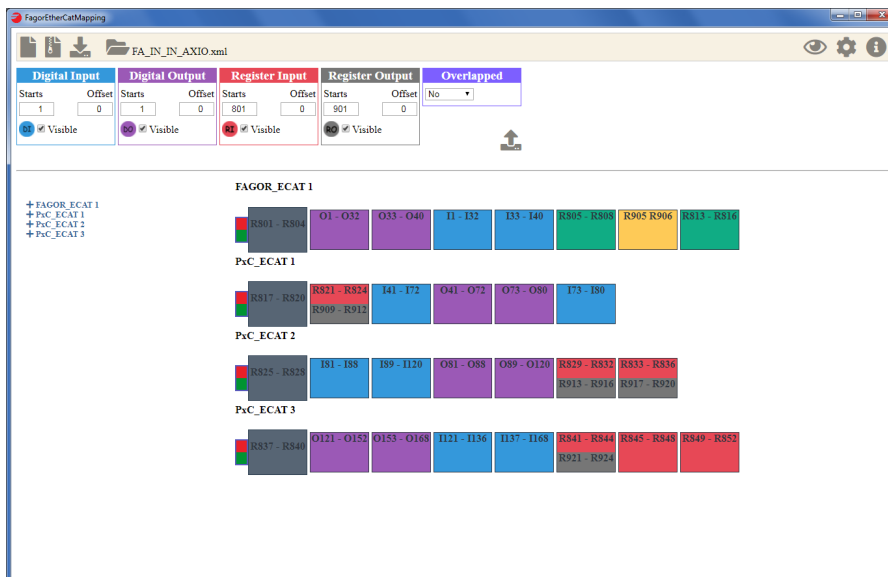 FagorEtherCatMapping
FA_IN_IN_AXIO.xml
Digital Input Digital Output Register Input Register Output Overlapped
Starts Offset Starts Offset Starts Offset Starts Offset No
1 0 1 0 801 0 901 0
DI Visible DO Visible RI Visible RO Visible
FAGOR_ECAT 1
PxC_ECAT 1
PxC_ECAT 2
PxC_ECAT 3
FAGOR_ECAT 1
R801 - R804 O1 - O32 O33 - O40 I1 - I32 I33 - I40 R805 - R808 R905 R906 R813 - R816
PxC_ECAT 1
R817 - R820 R821 - R824 I41 - I72 O41 - O72 O73 - O80 I73 - I80
R909 - R912
PxC_ECAT 2
R825 - R828 I81 - I88 I89 - I120 O81 - O88 O89 - O120 R829 - R832 R833 - R836
R913 - R916 R917 - R920
PxC_ECAT 3
R837 - R840 O121 - O152 O153 - O168 I121 - I136 I137 - I168 R841 - R844 R845 - R848 R849 - R852
R921 - R924